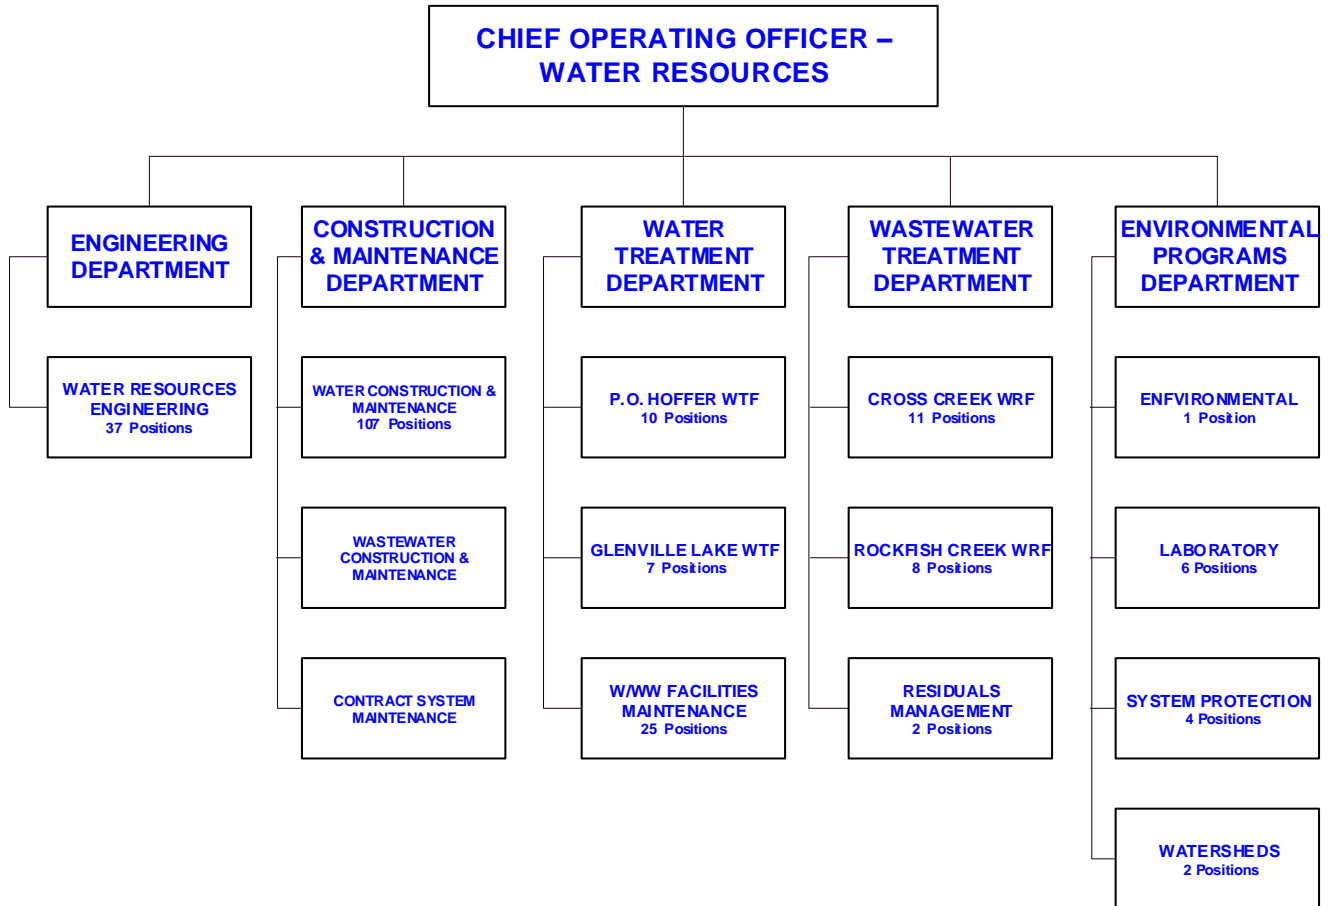 CHIEF OPERATING OFFICER –
WATER RESOURCES
ENGINEERING
DEPARTMENT
CONSTRUCTION
& MAINTENANCE
DEPARTMENT
WATER
TREATMENT
DEPARTMENT
WASTEWATER
TREATMENT
DEPARTMENT
ENVIRONMENTAL
PROGRAMS
DEPARTMENT
WATER RESOURCES
ENGINEERING
37 Positions
WATER CONSTRUCTION &
MAINTENANCE
107 Positions
P.O. HOFFER WTF
10 Positions
CROSS CREEK WRF
11 Positions
ENFVIRONMENTAL
1 Position
WASTEWATER
CONSTRUCTION &
MAINTENANCE
GLENVILLE LAKE WTF
7 Positions
ROCKFISH CREEK WRF
8 Positions
LABORATORY
6 Positions
CONTRACT SYSTEM
MAINTENANCE
W/WW FACILITIES
MAINTENANCE
25 Positions
RESIDUALS
MANAGEMENT
2 Positions
SYSTEM PROTECTION
4 Positions
WATERSHEDS
2 Positions